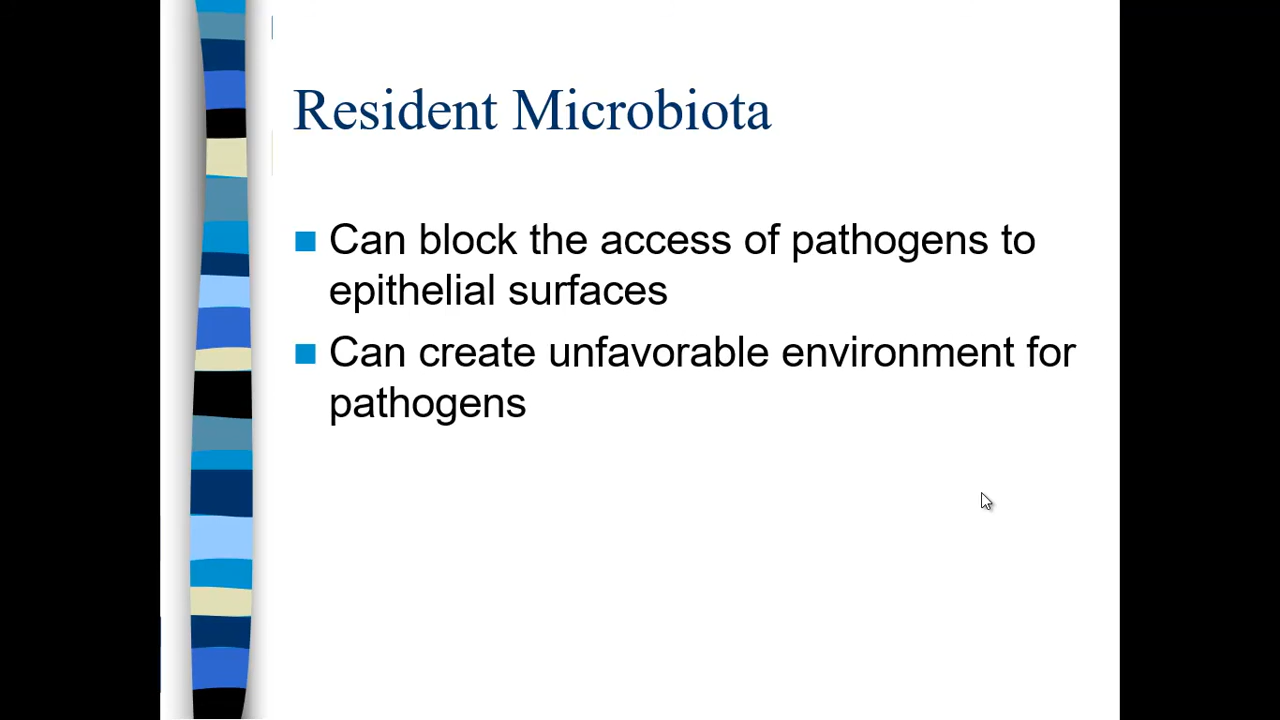 Resident Microbiota
Can block the access of pathogens to
epithelial surfaces
Can create unfavorable environment for
pathogens